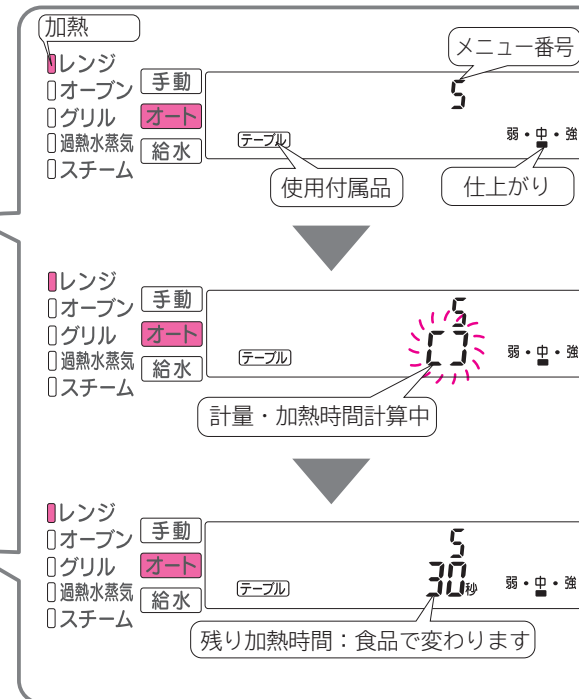 加熱
レンジ
オーブン
グリル
過熱水蒸気
スチーム
手動
オート
給水
メニュー番号
5
テーブル
弱・中・強
使用付属品
仕上がり
レンジ
オーブン
グリル
過熱水蒸気
スチーム
手動
オート
給水
5
テーブル
弱・中・強
計量・加熱時間計算中
レンジ
オーブン
グリル
過熱水蒸気
スチーム
手動
オート
給水
5
テーブル
30秒
弱・中・強
残り加熱時間：食品で変わります